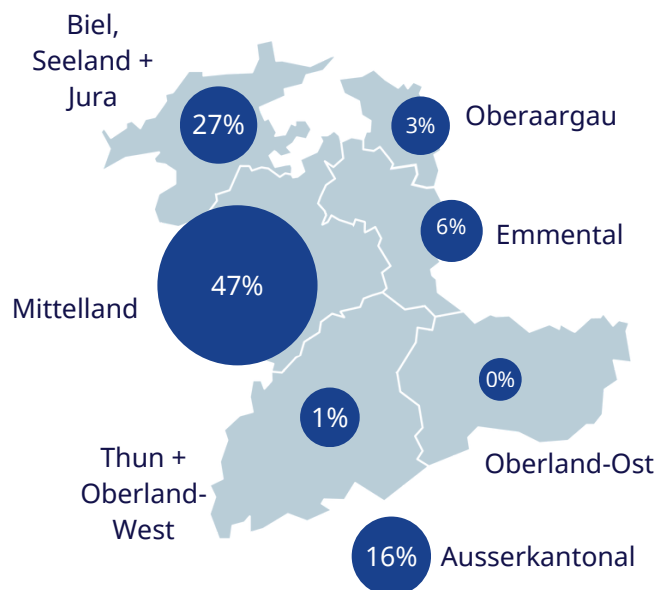 Biel,
Seeland +
Jura
27%
3%
Oberaargau
6%
Emmental
47%
Mittelland
0%
1%
Thun +
Oberland-
West
Oberland-Ost
16%
Ausserkantonal